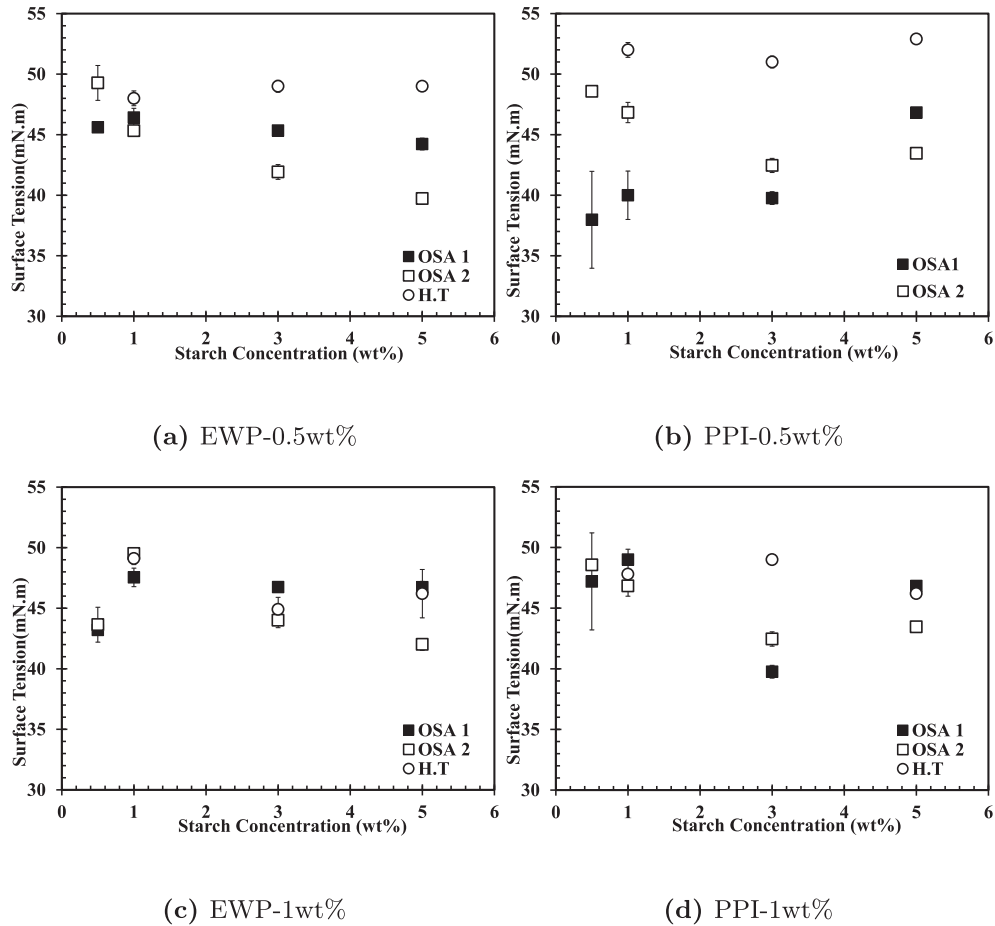 55
50
45
40
35
30
Surface Tension(mN.m)
OSA 1
OSA 2
H.T
0 1 2 3 4 5 6
Starch Concentration (wt%)
(a) EWP-0.5wt%
55
50
45
40
35
30
Surface Tension (mN.m)
OSA1
OSA 2
0 1 2 3 4 5 6
Starch Concentration (wt%)
(b) PPI-0.5wt%
55
50
45
40
35
30
Surface Tension(mN.m)
OSA 1
OSA 2
H.T
0 1 2 3 4 5 6
Starch Concentration (wt%)
(c) EWP-1wt%
55
50
45
40
35
30
Surface Tension(mN.m)
OSA 1
OSA 2
H.T
0 1 2 3 4 5 6
Starch Concentration (wt%)
(d) PPI-1wt%